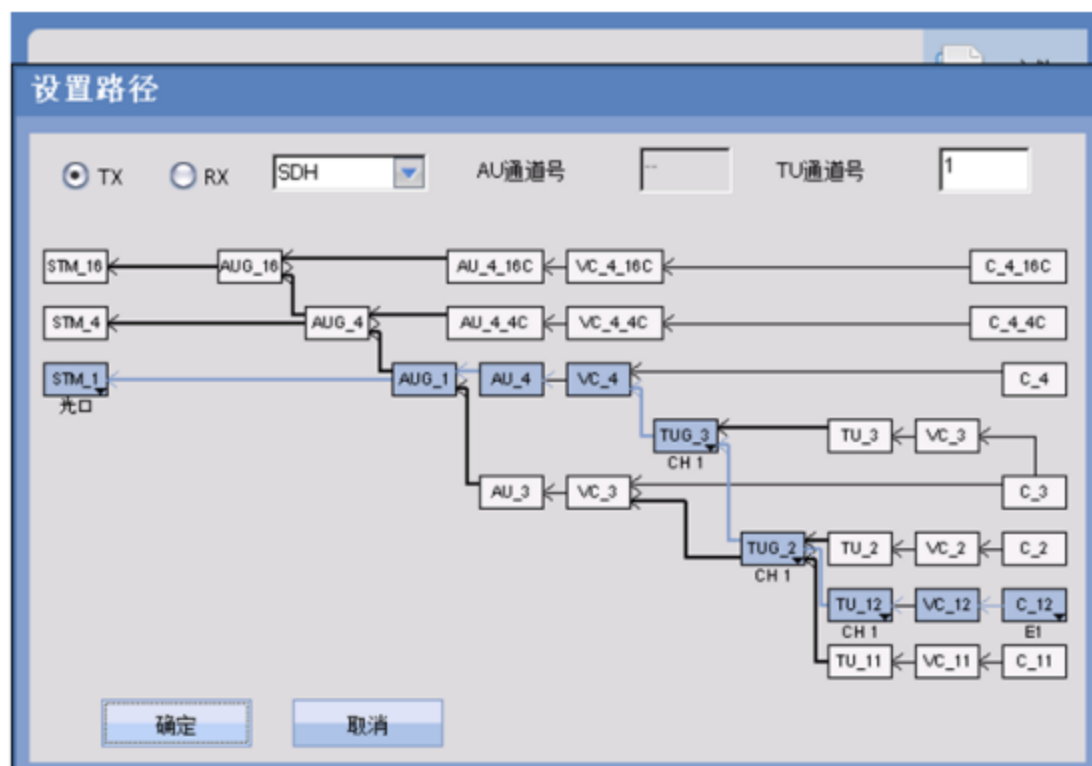 设置路径
TX RX SDH AU通道号 -- TU通道号 1
STM_16 AUG_16 AU_4_16C VC_4_16C C_4_16C
STM_4 AUG_4 AU_4_4C VC_4_4C C_4_4C
STM_1 AUG_1 AU_4 VC_4 C_4
光口
TUG_3 TU_3 VC_3
CH 1
AU_3 VC_3 C_3
TUG_2 TU_2 VC_2 C_2
CH 1
TU_12 VC_12 C_12
CH 1 E1
TU_11 VC_11 C_11
确定 取消